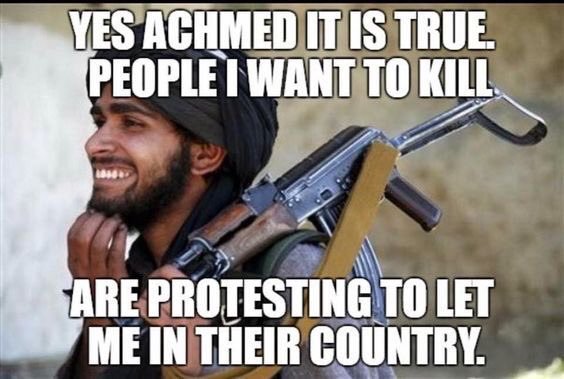 YES ACHMED IT IS TRUE.
PEOPLE I WANT TO KILL
ARE PROTESTING TO LET
ME IN THEIR COUNTRY.